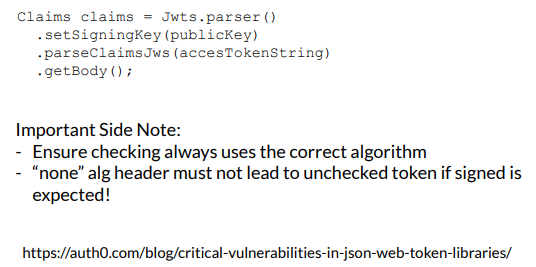 Claims claims = Jwts.parser()
.setSigningKey(publicKey)
.parseClaimsJws(accesTokenString)
.getBody();
Important Side Note:
- Ensure checking always uses the correct algorithm
- “none” alg header must not lead to unchecked token if signed is
expected!
https://auth0.com/blog/critical-vulnerabilities-in-json-web-token-libraries/